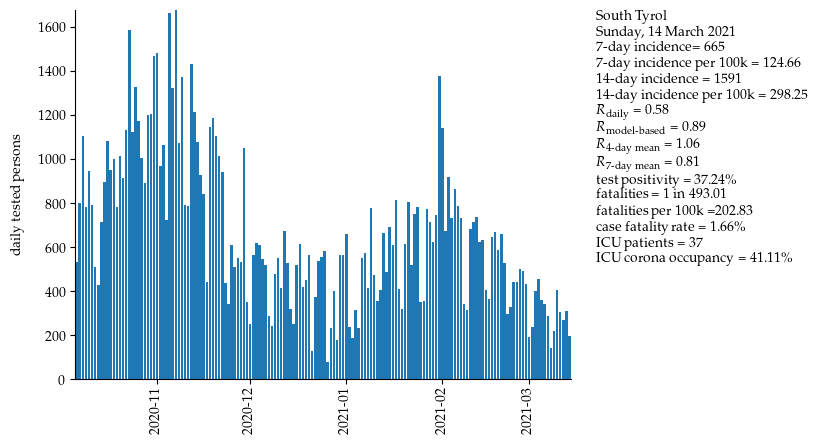 South Tyrol
Sunday, 14 March 2021
7-day incidence= 665
7-day incidence per 100k = 124.66
14-day incidence = 1591
14-day incidence per 100k = 298.25
R daily = 0.58
R model-based = 0.89
R 4-day mean = 1.06
R 7-day mean = 0.81
test positivity = 37.24%
fatalities = 1 in 493.01
fatalities per 100k =202.83
case fatality rate = 1.66%
ICU patients = 37
ICU corona occupancy = 41.11%
daily tested persons
1600
1400
1200
1000
800
600
400
200
0
2020-11
2020-12
2021-01
2021-02
2021-03